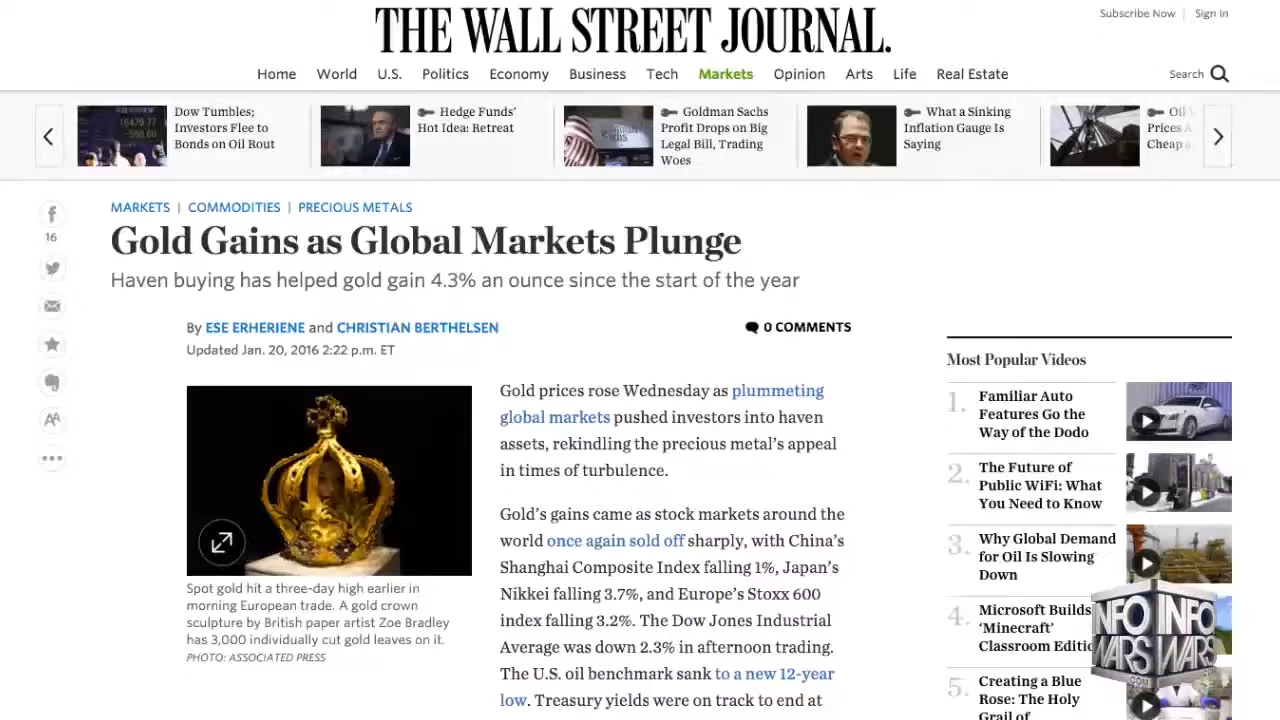 THE WALL STREET JOURNAL.
Subscribe Now | Sign In
Home World U.S. Politics Economy Business Tech Markets Opinion Arts Life Real Estate
Search
Dow Tumbles;
Investors Flee to
Bonds on Oil Rout
Hedge Funds'
Hot Idea: Retreat
Goldman Sachs
Profit Drops on Big
Legal Bill, Trading
Woes
What a Sinking
Inflation Gauge Is
Saying
Oil
Prices A
Cheap a
MARKETS | COMMODITIES | PRECIOUS METALS
Gold Gains as Global Markets Plunge
Haven buying has helped gold gain 4.3% an ounce since the start of the year
16
By ESE ERHERIENE and CHRISTIAN BERTHELSEN
Updated Jan. 20, 2016 2:22 p.m. ET
0 COMMENTS
Spot gold hit a three-day high earlier in
morning European trade. A gold crown
sculpture by British paper artist Zoe Bradley
has 3,000 individually cut gold leaves on it.
PHOTO: ASSOCIATED PRESS
Gold prices rose Wednesday as plummeting
global markets pushed investors into haven
assets, rekindling the precious metal's appeal
in times of turbulence.
Gold's gains came as stock markets around the
world once again sold off sharply, with China's
Shanghai Composite Index falling 1%, Japan's
Nikkei falling 3.7%, and Europe's Stoxx 600
index falling 3.2%. The Dow Jones Industrial
Average was down 2.3% in afternoon trading.
The U.S. oil benchmark sank to a new 12-year
low. Treasury yields were on track to end at
Most Popular Videos
1. Familiar Auto
Features Go the
Way of the Dodo
2. The Future of
Public WiFi: What
You Need to Know
3. Why Global Demand
for Oil Is Slowing
Down
4. Microsoft Builds
'Minecraft'
Classroom Editio
5. Creating a Blue
Rose: The Holy
Grail of
INFO WARS .COM
INFO WARS